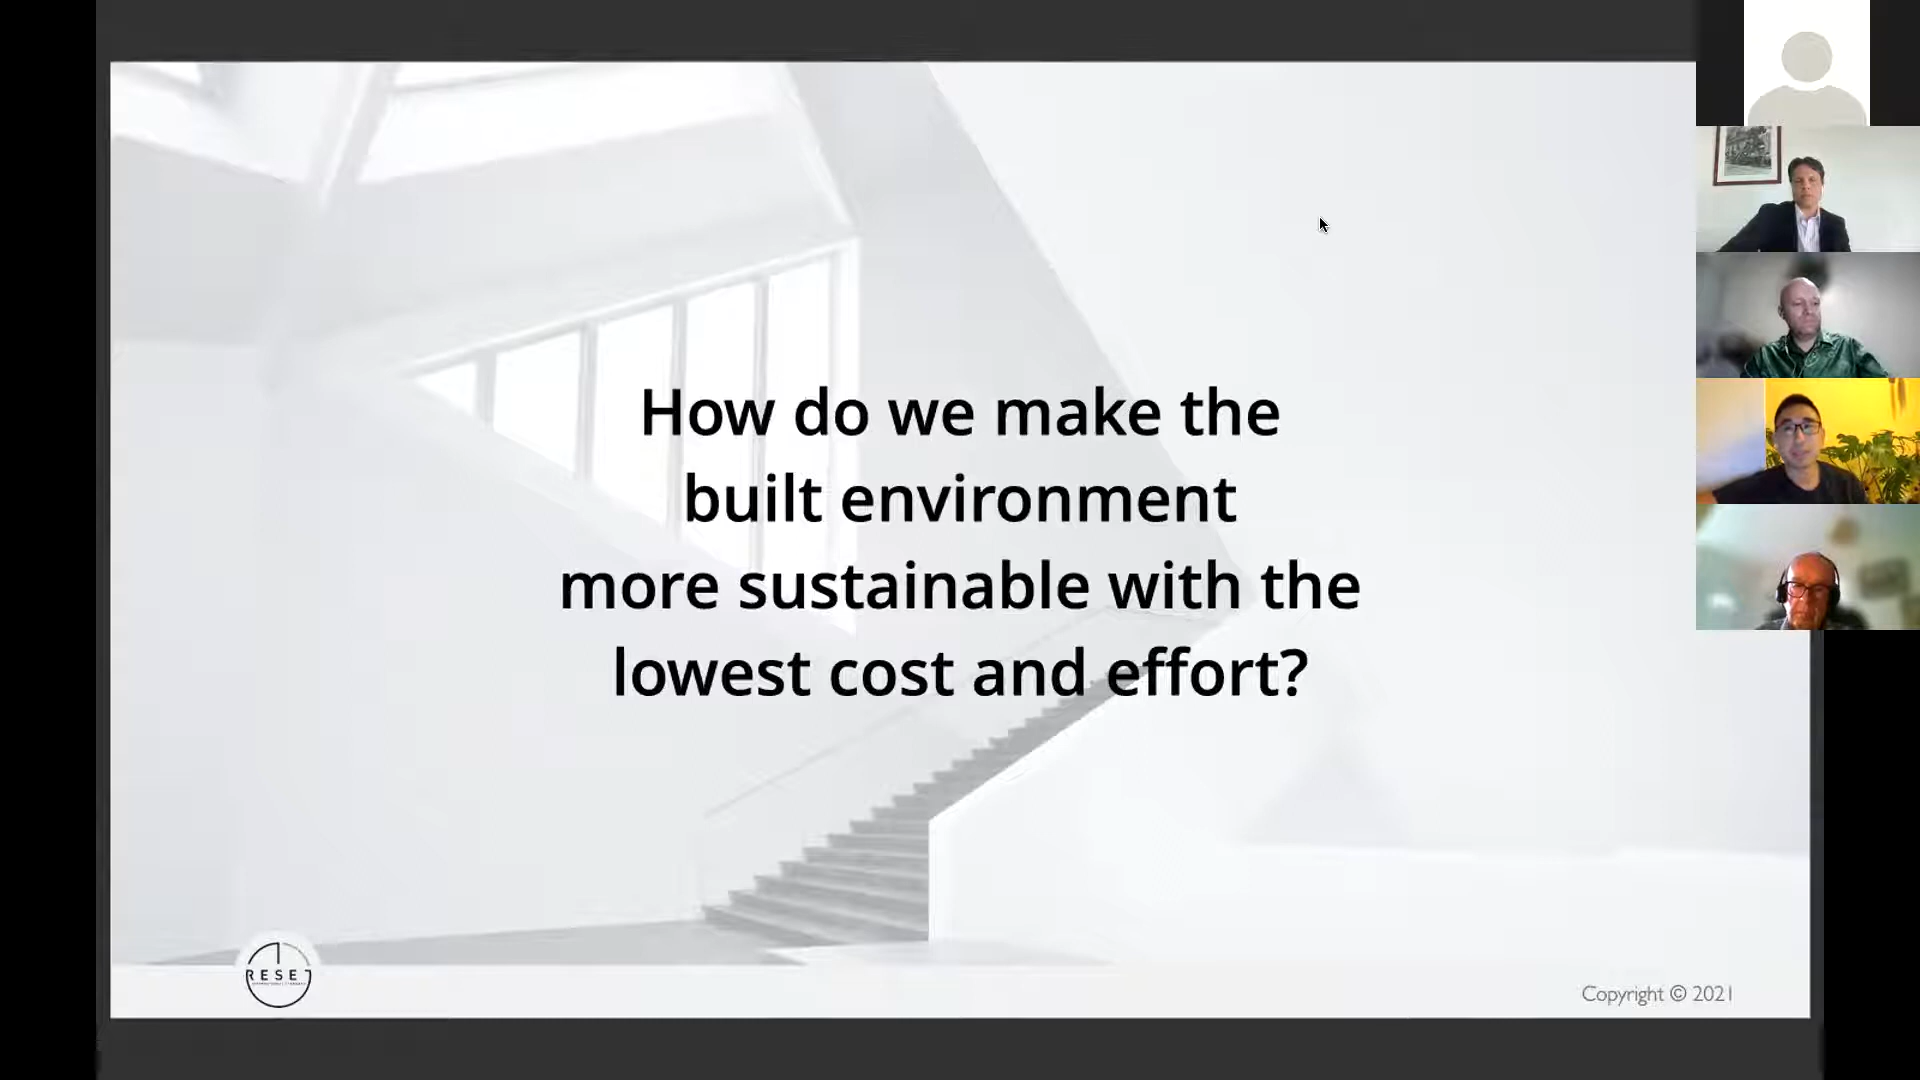 How do we make the
built environment
more sustainable with the
lowest cost and effort?
RESET
Copyright © 2021